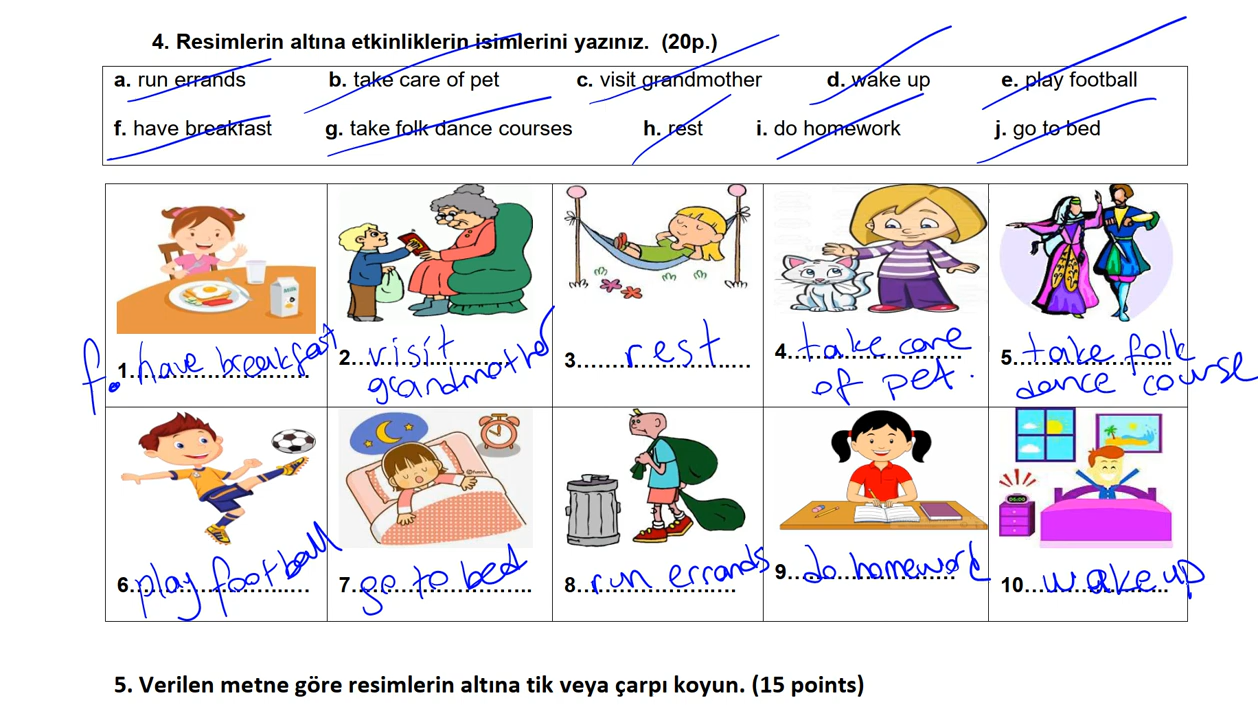 4. Resimlerin altına etkinliklerin isimlerini yazınız. (20p.)
a. run errands b. take care of pet c. visit grandmother d. wake up e. play football
f. have breakfast g. take folk dance courses h. rest i. do homework j. go to bed
f. 1. have breakfast
2. visit
grandmother
3. rest
4. take care
of pet.
5. take folk
dance course
6. play football
7. go to bed
8. run errands
9. do homework
10. wake up
5. Verilen metne göre resimlerin altına tik veya çarpı koyun. (15 points)